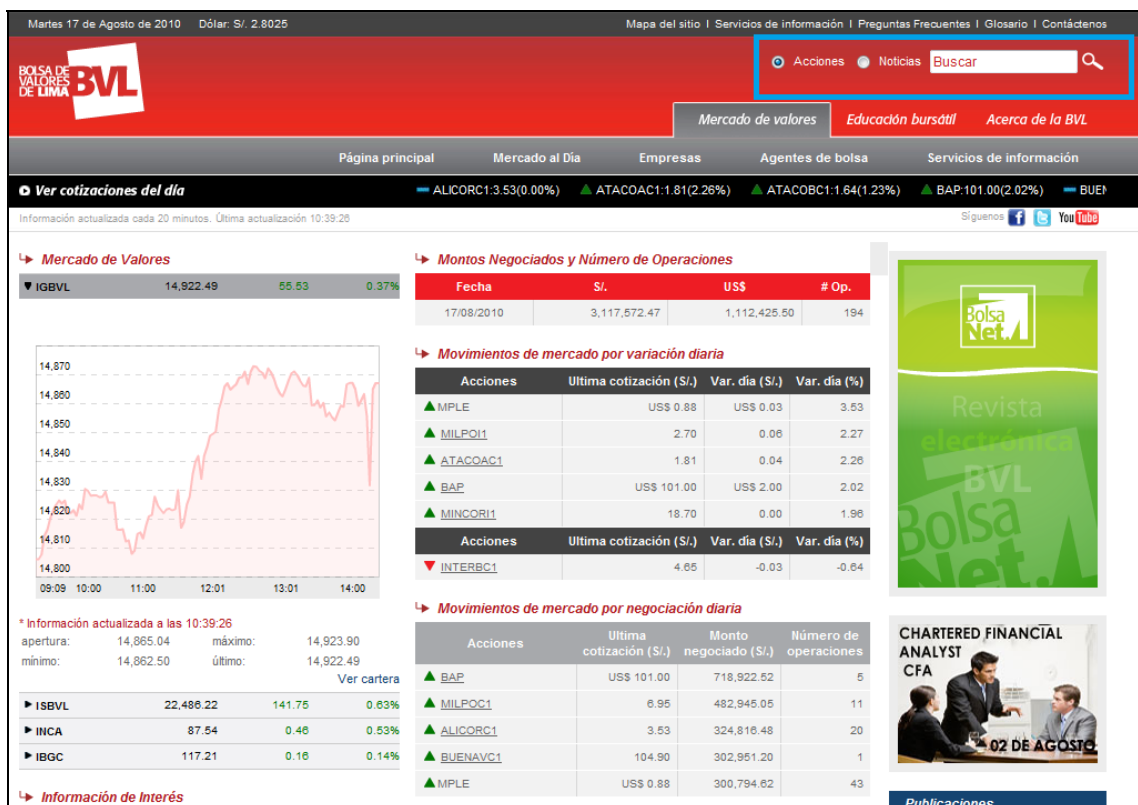 Martes 17 de Agosto de 2010 Dólar: S/. 2.8025
Mapa del sitio | Servicios de información | Preguntas Frecuentes | Glosario | Contáctenos
BOLSA DE
VALORES
DE LIMA
BVL
Acciones Noticias Buscar
Mercado de valores Educación bursátil Acerca de la BVL
Página principal Mercado al Día Empresas Agentes de bolsa Servicios de información
Ver cotizaciones del día
ALICORC1:3.53(0.00%) ATACOAC1:1.81(2.26%) ATACOBC1:1.64(1.23%) BAP:101.00(2.02%) BUEN
Información actualizada cada 20 minutos. Última actualización 10:39:26
Síguenos f t YouTube
Mercado de Valores
IGBVL 14,922.49 55.53 0.37%
14,870
14,860
14,850
14,840
14,830
14,820
14,810
14,800
09:09 10:00 11:00 12:01 13:01 14:00
* Información actualizada a las 10:39:26
apertura: 14,865.04 máximo: 14,923.90
mínimo: 14,862.50 último: 14,922.49
Ver cartera
ISBVL 22,486.22 141.75 0.63%
INCA 87.54 0.46 0.53%
IBGC 117.21 0.16 0.14%
Información de Interés
Montos Negociados y Número de Operaciones
Fecha S/. US$ # Op.
17/08/2010 3,117,572.47 1,112,425.50 194
Movimientos de mercado por variación diaria
Acciones Ultima cotización (S/.) Var. día (S/.) Var. día (%)
MPLE US$ 0.88 US$ 0.03 3.53
MILPOI1 2.70 0.06 2.27
ATACOAC1 1.81 0.04 2.26
BAP US$ 101.00 US$ 2.00 2.02
MINCORI1 18.70 0.00 1.96
Acciones Ultima cotización (S/.) Var. día (S/.) Var. día (%)
INTERBC1 4.65 -0.03 -0.64
Movimientos de mercado por negociación diaria
Acciones Ultima cotización (S/.) Monto negociado (S/.) Número de operaciones
BAP US$ 101.00 718,922.52 5
MILPOC1 6.95 482,945.05 11
ALICORC1 3.53 324,816.48 20
BUENAVC1 104.90 302,951.20 1
MPLE US$ 0.88 300,794.62 43
Bolsa
Net.
Revista
electrónica
BVL
Bolsa
Net.
CHARTERED FINANCIAL
ANALYST
CFA
02 DE AGOSTO
Publicaciones